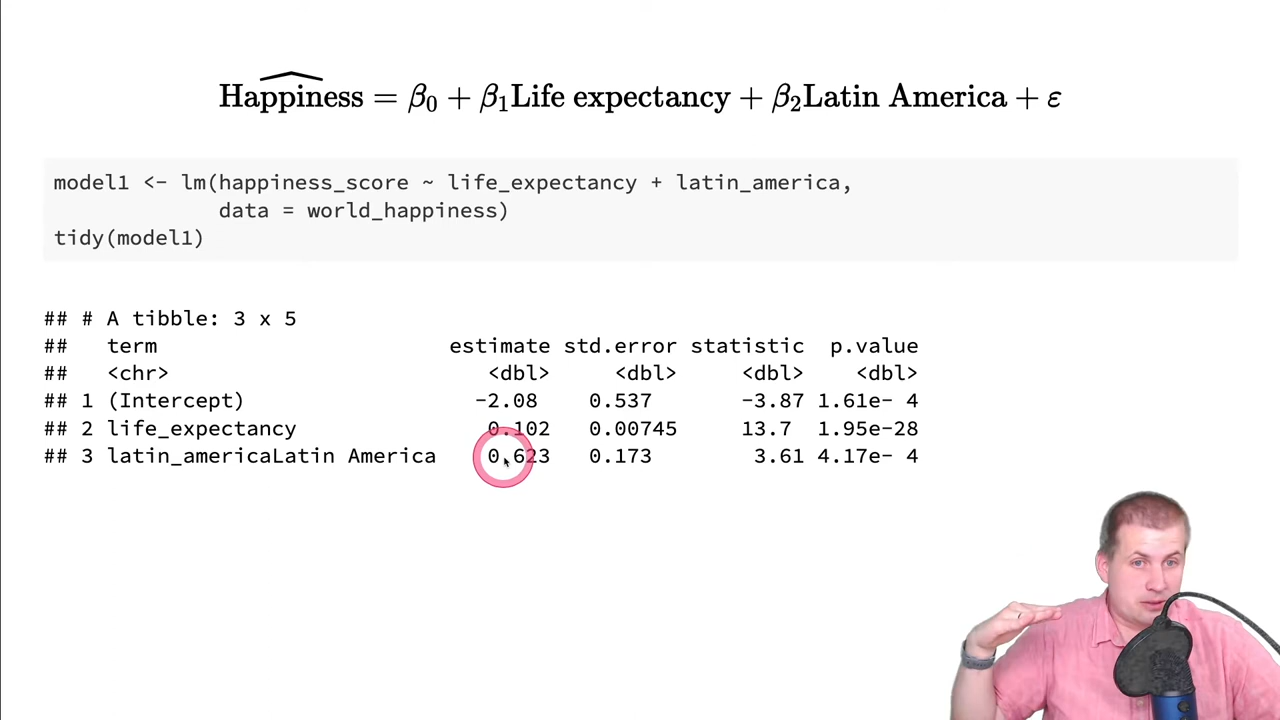 Happiness = β0 + β1Life expectancy + β2Latin America + ε
model1 <- lm(happiness_score ~ life_expectancy + latin_america,
data = world_happiness)
tidy(model1)
## # A tibble: 3 x 5
## term estimate std.error statistic p.value
## <chr> <dbl> <dbl> <dbl> <dbl>
## 1 (Intercept) -2.08 0.537 -3.87 1.61e- 4
## 2 life_expectancy 0.102 0.00745 13.7 1.95e-28
## 3 latin_americaLatin America 0.623 0.173 3.61 4.17e- 4